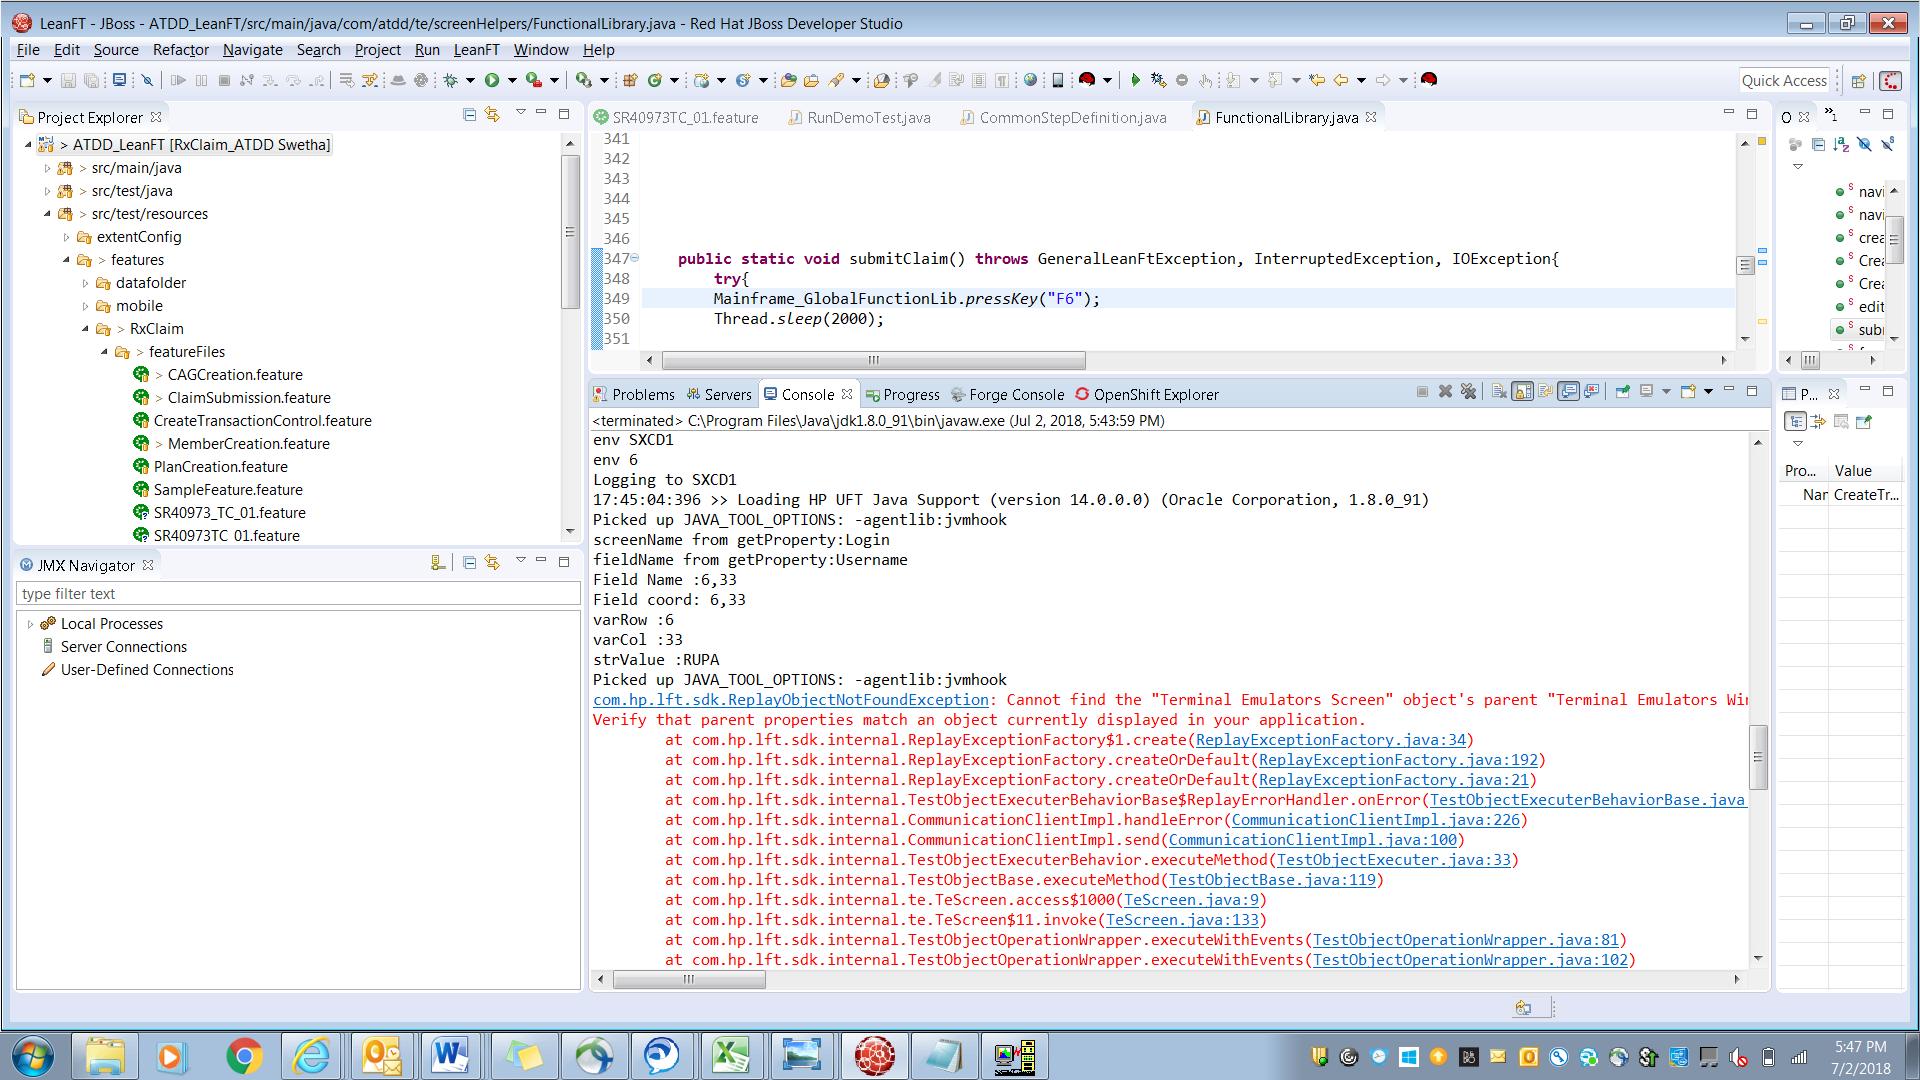 LeanFT - JBoss - ATDD_LeanFT/src/main/java/com/atdd/te/screenHelpers/FunctionalLibrary.java - Red Hat JBoss Developer Studio
File Edit Source Refactor Navigate Search Project Run LeanFT Window Help
Quick Access
Project Explorer
> ATDD_LeanFT [RxClaim_ATDD Swetha]
> src/main/java
> src/test/java
> src/test/resources
extentConfig
> features
datafolder
mobile
> RxClaim
> featureFiles
> CAGCreation.feature
> ClaimSubmission.feature
CreateTransactionControl.feature
> MemberCreation.feature
PlanCreation.feature
SampleFeature.feature
SR40973_TC_01.feature
SR40973TC_01.feature
JMX Navigator
type filter text
Local Processes
Server Connections
User-Defined Connections
SR40973TC_01.feature RunDemoTest.java CommonStepDefinition.java FunctionalLibrary.java
341
342
343
344
345
346
347 public static void submitClaim() throws GeneralLeanFtException, InterruptedException, IOException{
348 try{
349 Mainframe_GlobalFunctionLib.pressKey("F6");
350 Thread.sleep(2000);
351
Problems Servers Console Progress Forge Console OpenShift Explorer
<terminated> C:\Program Files\Java\jdk1.8.0_91\bin\javaw.exe (Jul 2, 2018, 5:43:59 PM)
env SXCD1
env 6
Logging to SXCD1
17:45:04:396 >> Loading HP UFT Java Support (version 14.0.0.0) (Oracle Corporation, 1.8.0_91)
Picked up JAVA_TOOL_OPTIONS: -agentlib:jvmhook
screenName from getProperty:Login
fieldName from getProperty:Username
Field Name :6,33
Field coord: 6,33
varRow :6
varCol :33
strValue :RUPA
Picked up JAVA_TOOL_OPTIONS: -agentlib:jvmhook
com.hp.lft.sdk.ReplayObjectNotFoundException: Cannot find the "Terminal Emulators Screen" object's parent "Terminal Emulators Wi
Verify that parent properties match an object currently displayed in your application.
at com.hp.lft.sdk.internal.ReplayExceptionFactory$1.create(ReplayExceptionFactory.java:34)
at com.hp.lft.sdk.internal.ReplayExceptionFactory.createOrDefault(ReplayExceptionFactory.java:192)
at com.hp.lft.sdk.internal.ReplayExceptionFactory.createOrDefault(ReplayExceptionFactory.java:21)
at com.hp.lft.sdk.internal.TestObjectExecuterBehaviorBase$ReplayErrorHandler.onError(TestObjectExecuterBehaviorBase.java
at com.hp.lft.sdk.internal.CommunicationClientImpl.handleError(CommunicationClientImpl.java:226)
at com.hp.lft.sdk.internal.CommunicationClientImpl.send(CommunicationClientImpl.java:100)
at com.hp.lft.sdk.internal.TestObjectExecuterBehavior.executeMethod(TestObjectExecuter.java:33)
at com.hp.lft.sdk.internal.TestObjectBase.executeMethod(TestObjectBase.java:119)
at com.hp.lft.sdk.internal.te.TeScreen.access$1000(TeScreen.java:9)
at com.hp.lft.sdk.internal.te.TeScreen$11.invoke(TeScreen.java:133)
at com.hp.lft.sdk.internal.TestObjectOperationWrapper.executeWithEvents(TestObjectOperationWrapper.java:81)
at com.hp.lft.sdk.internal.TestObjectOperationWrapper.executeWithEvents(TestObjectOperationWrapper.java:102)
O
navi
navi
crea
Crea
Crea
edit
subr
P...
Pro... Value
Nar CreateTr...
5:47 PM
7/2/2018